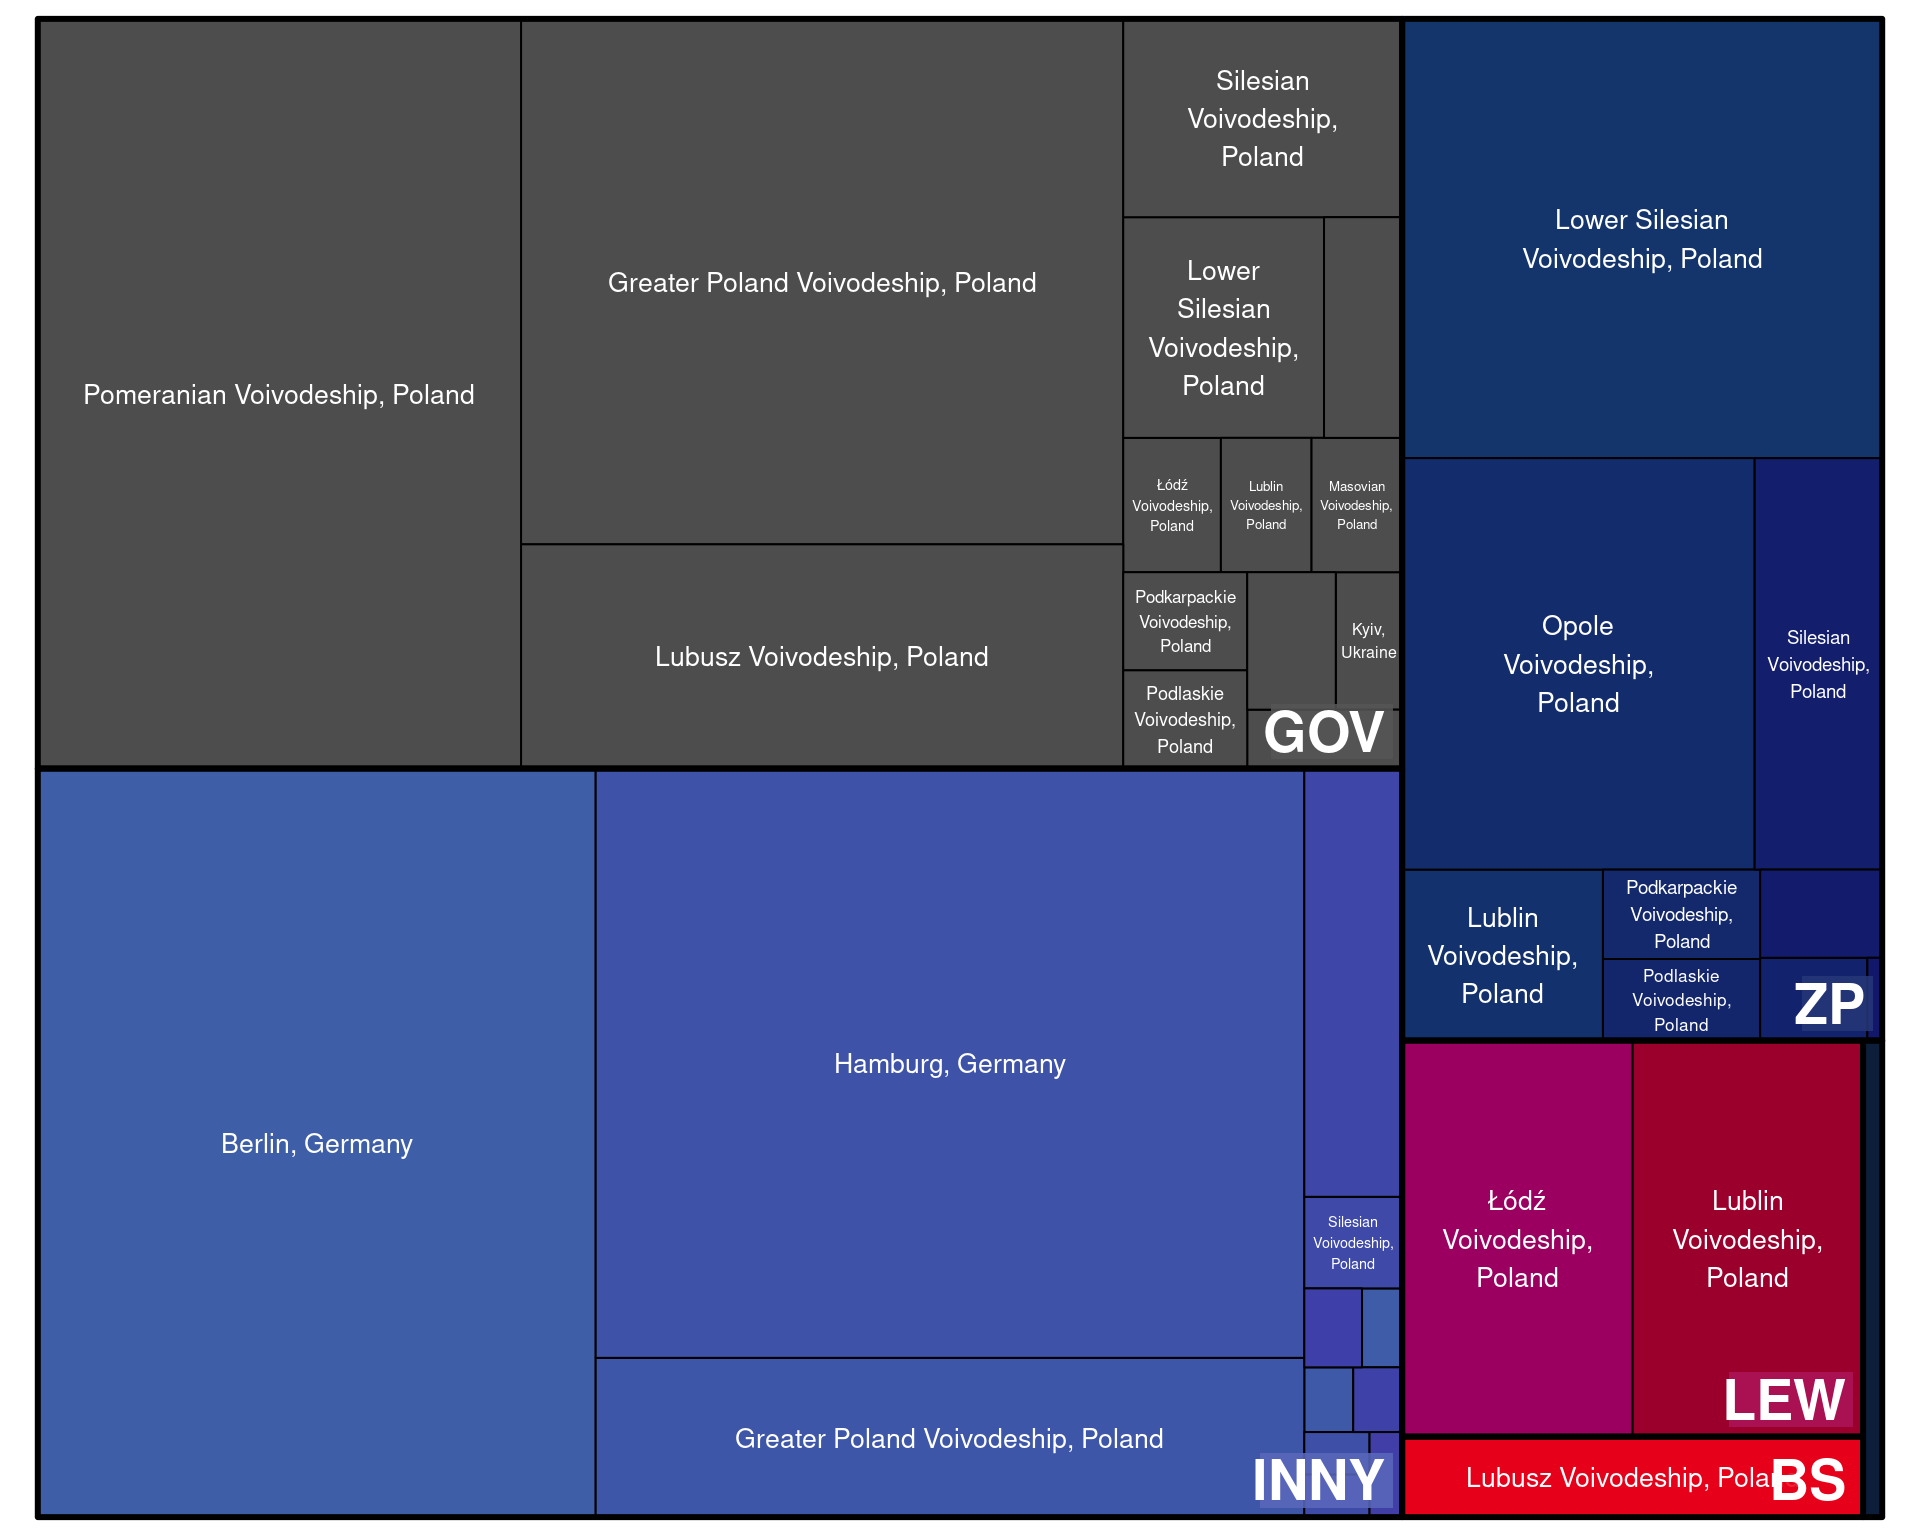 Pomeranian Voivodeship, Poland
Greater Poland Voivodeship, Poland
Lubusz Voivodeship, Poland
Silesian
Voivodeship,
Poland
Lower
Silesian
Voivodeship,
Poland
Łódź
Voivodeship,
Poland
Lublin
Voivodeship,
Poland
Masovian
Voivodeship,
Poland
Podkarpackie
Voivodeship,
Poland
Podlaskie
Voivodeship,
Poland
Kyiv,
Ukraine
GOV
Berlin, Germany
Hamburg, Germany
Greater Poland Voivodeship, Poland
Silesian
Voivodeship,
Poland
INNY
Lower Silesian
Voivodeship, Poland
Opole
Voivodeship,
Poland
Silesian
Voivodeship,
Poland
Lublin
Voivodeship,
Poland
Podkarpackie
Voivodeship,
Poland
Podlaskie
Voivodeship,
Poland
ZP
Łódź
Voivodeship,
Poland
Lublin
Voivodeship,
Poland
LEW
Lubusz Voivodeship,
BS